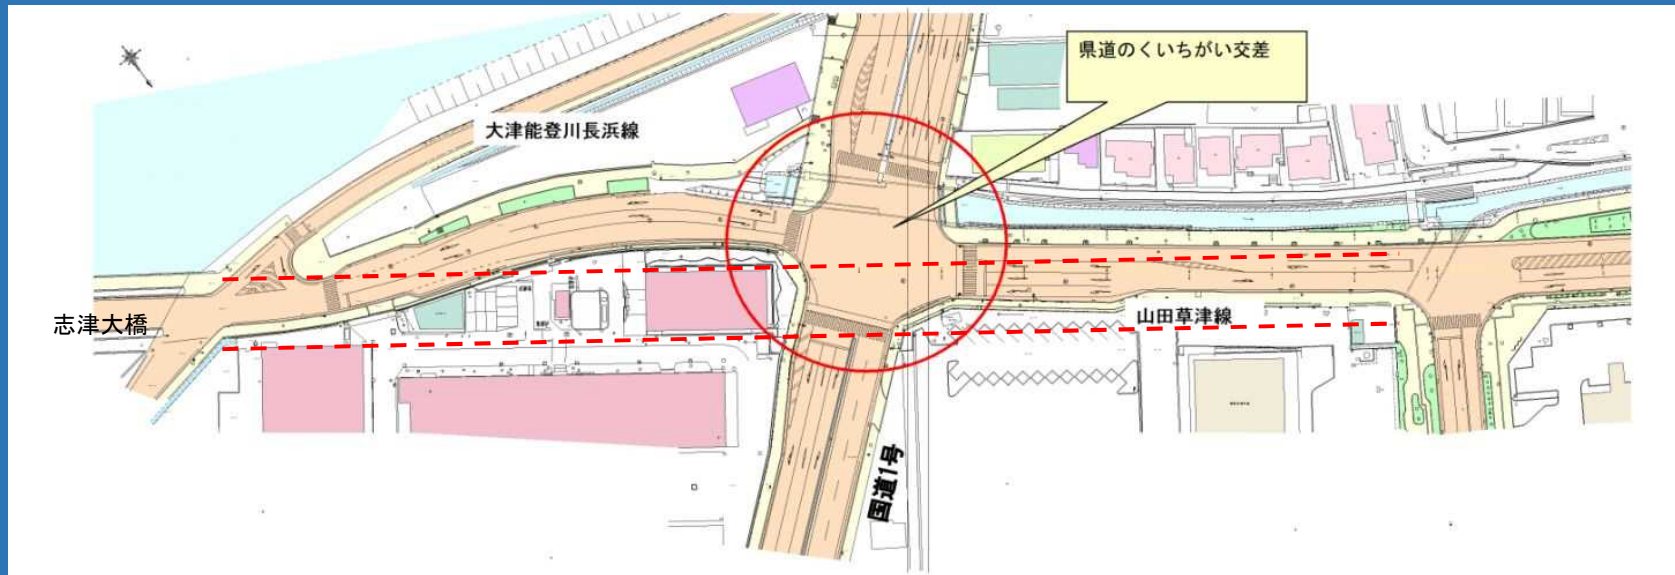 県道のくいちがい交差
大津能登川長浜線
志津大橋
山田草津線
国道1号